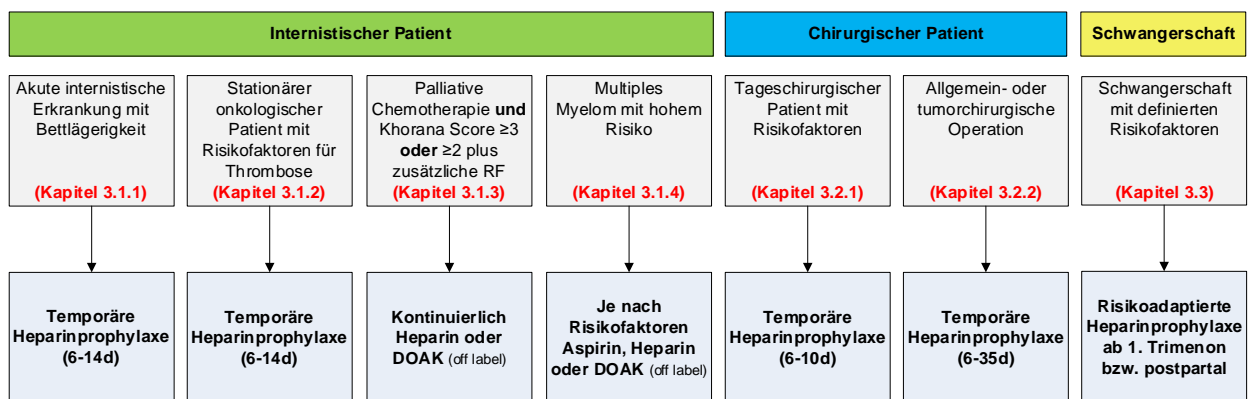 Internistischer Patient
Chirurgischer Patient
Schwangerschaft
Akute internistische
Erkrankung mit
Bettlägerigkeit
(Kapitel 3.1.1)
Stationärer
onkologischer
Patient mit
Risikofaktoren für
Thrombose
(Kapitel 3.1.2)
Palliative
Chemotherapie und
Khorana Score ≥3
oder ≥2 plus
zusätzliche RF
(Kapitel 3.1.3)
Multiples
Myelom mit hohem
Risiko
(Kapitel 3.1.4)
Tageschirurgischer
Patient mit
Risikofaktoren
(Kapitel 3.2.1)
Allgemein- oder
tumorchirurgische
Operation
(Kapitel 3.2.2)
Schwangerschaft
mit definierten
Risikofaktoren
(Kapitel 3.3)
Temporäre
Heparinprophylaxe
(6-14d)
Temporäre
Heparinprophylaxe
(6-14d)
Kontinuierlich
Heparin oder
DOAK (off label)
Je nach
Risikofaktoren
Aspirin, Heparin
oder DOAK (off label)
Temporäre
Heparinprophylaxe
(6-10d)
Temporäre
Heparinprophylaxe
(6-35d)
Risikoadaptierte
Heparinprophylaxe
ab 1. Trimenon
bzw. postpartal